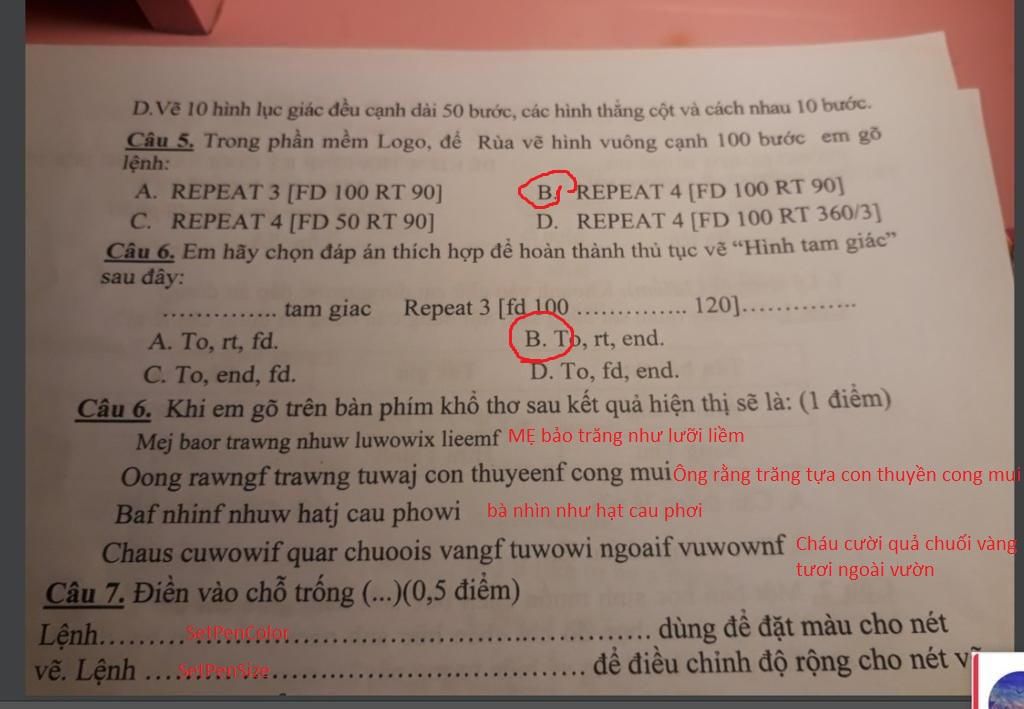 D.Vẽ 10 hình lục giác đều cạnh dài 50 bước, các hình thẳng cột và cách nhau 10 bước.
Câu 5. Trong phần mềm Logo, để Rùa vẽ hình vuông cạnh 100 bước em gõ
lệnh:
A. REPEAT 3 [FD 100 RT 90] B. REPEAT 4 [FD 100 RT 90]
C. REPEAT 4 [FD 50 RT 90] D. REPEAT 4 [FD 100 RT 360/3]
Câu 6. Em hãy chọn đáp án thích hợp để hoàn thành thủ tục vẽ “Hình tam giác”
sau đây:
………….. tam giac Repeat 3 [fd 100 ………….. 120]…………..
A. To, rt, fd. B. To, rt, end.
C. To, end, fd. D. To, fd, end.
Câu 6. Khi em gõ trên bàn phím khổ thơ sau kết quả hiện thị sẽ là: (1 điểm)
Mej baor trawng nhuw luwowix lieemf MẸ bảo trăng như lưỡi liềm
Oong rawngf trawng tuwaj con thuyeenf cong mui Ông rằng trăng tựa con thuyền cong mui
Baf nhinf nhuw hatj cau phowi bà nhìn như hạt cau phơi
Chaus cuwowif quar chuoois vangf tuwowi ngoaif vuwownf Cháu cười quả chuối vàng
tươi ngoài vườn
Câu 7. Điền vào chỗ trống (...)(0,5 điểm)
Lệnh………SetPenColor………………………………… dùng để đặt màu cho nét
vẽ. Lệnh ……SetPenSize………………………………… để điều chỉnh độ rộng cho nét vẽ